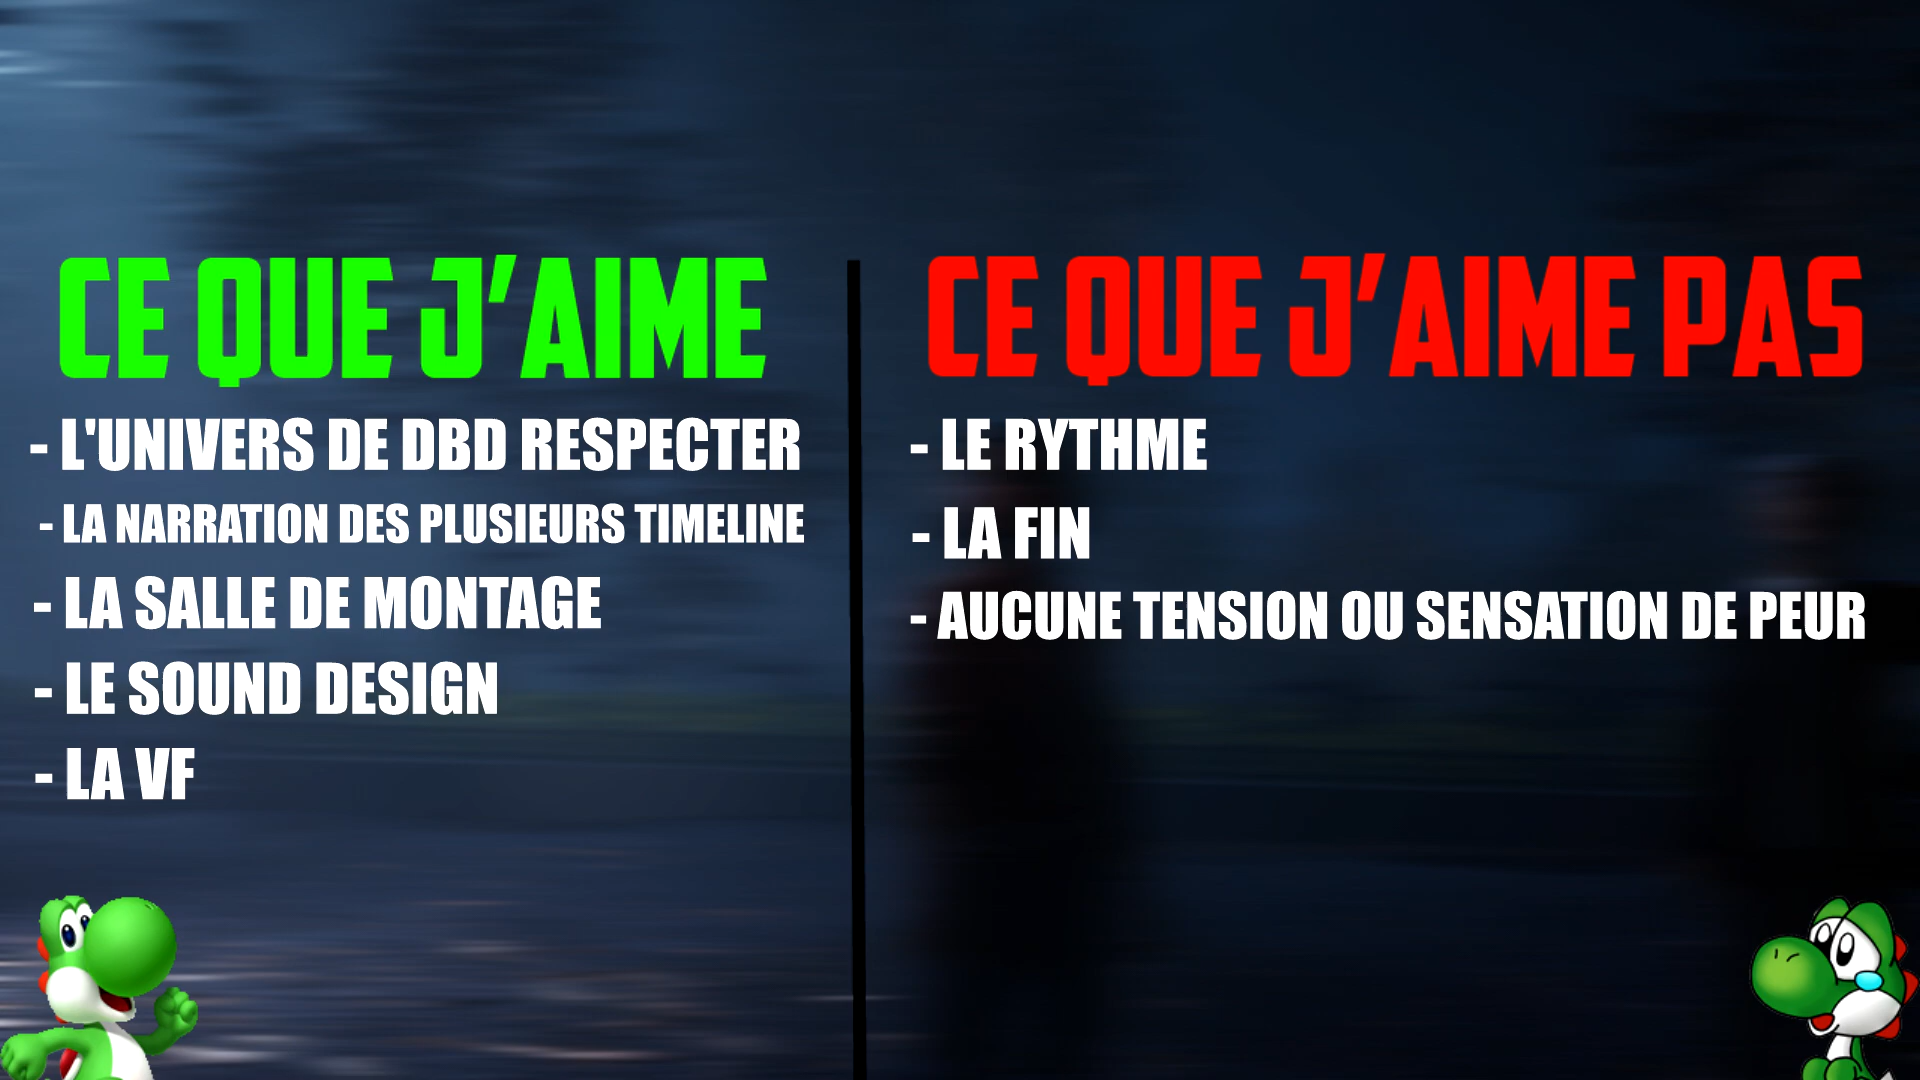 CE QUE J'AIME
- L'UNIVERS DE DBD RESPECTER
- LA NARRATION DES PLUSIEURS TIMELINE
- LA SALLE DE MONTAGE
- LE SOUND DESIGN
- LA VF
CE QUE J'AIME PAS
- LE RYTHME
- LA FIN
- AUCUNE TENSION OU SENSATION DE PEUR